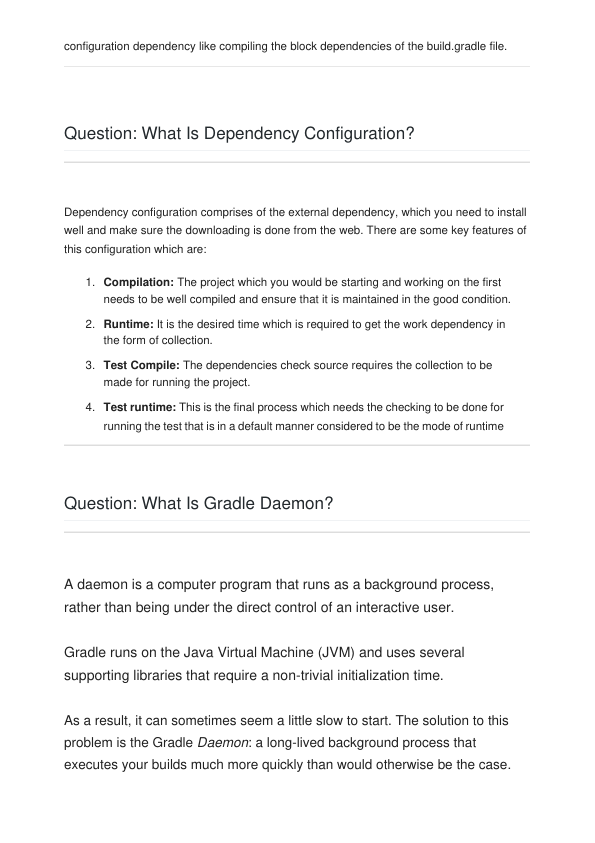 configuration dependency like compiling the block dependencies of the build.gradle file.
Question: What Is Dependency Configuration?
Dependency configuration comprises of the external dependency, which you need to install
well and make sure the downloading is done from the web. There are some key features of
this configuration which are:
1. Compilation: The project which you would be starting and working on the first
needs to be well compiled and ensure that it is maintained in the good condition.
2. Runtime: It is the desired time which is required to get the work dependency in
the form of collection.
3. Test Compile: The dependencies check source requires the collection to be
made for running the project.
4. Test runtime: This is the final process which needs the checking to be done for
running the test that is in a default manner considered to be the mode of runtime
Question: What Is Gradle Daemon?
A daemon is a computer program that runs as a background process,
rather than being under the direct control of an interactive user.
Gradle runs on the Java Virtual Machine (JVM) and uses several
supporting libraries that require a non-trivial initialization time.
As a result, it can sometimes seem a little slow to start. The solution to this
problem is the Gradle Daemon: a long-lived background process that
executes your builds much more quickly than would otherwise be the case.